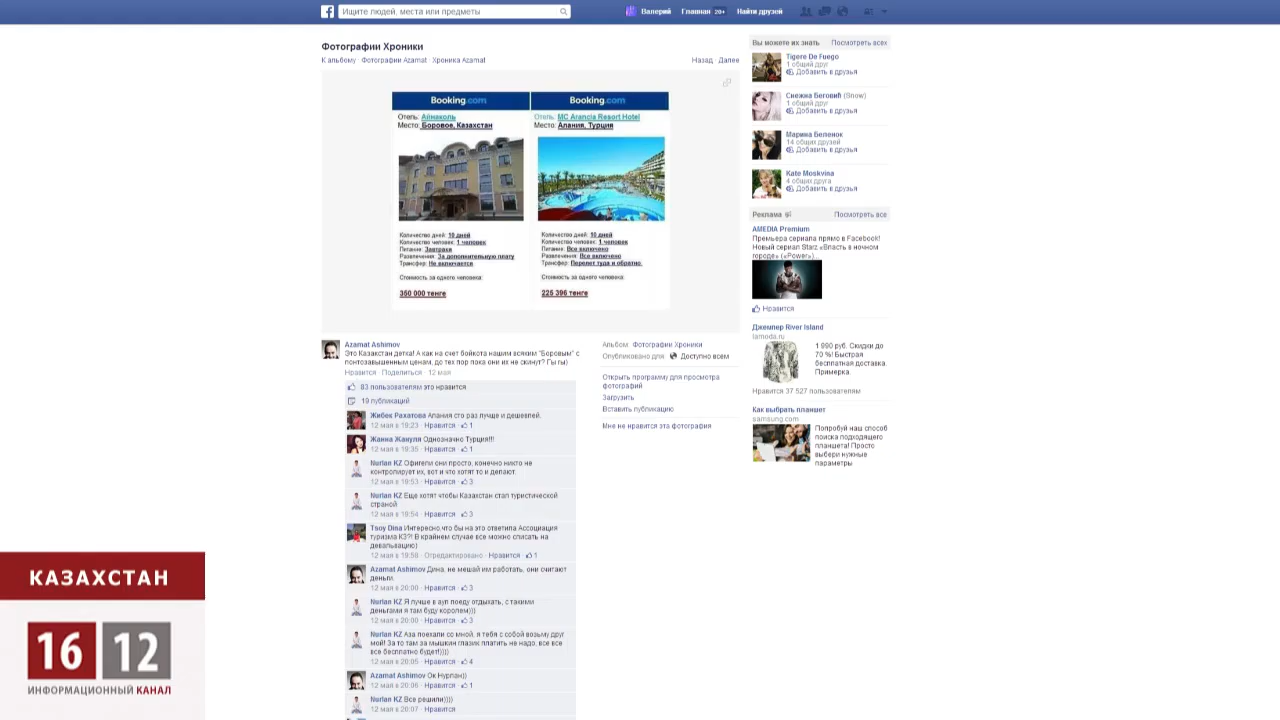 Ищите людей, места или предметы
Валерий Главная 20+ Найти друзей
Фотографии Хроники
К альбому · Фотографии Azamat · Хроника Azamat
Назад · Далее
Booking.com
Отель: Аймаколь
Место: Боровое, Казахстан
Количество дней: 10 дней
Количество человек: 1 человек
Питание: Завтраки
Развлечения: За дополнительную плату
Трансфер: Не включается
Стоимость за одного человека:
350 000 тенге
Booking.com
Отель: MC Arancia Resort Hotel
Место: Алания, Турция
Количество дней: 10 дней
Количество человек: 1 человек
Питание: Все включено
Развлечения: Все включено
Трансфер: Перелет туда и обратно.
Стоимость за одного человека:
225 396 тенге
Azamat Ashimov
Это Казахстан детка! А как на счет бойкота нашим всяким "Боровым" с
понтозавышенным ценам, до тех пор пока они их не скинут? Гы гы)
Нравится · Поделиться · 12 мая
83 пользователям это нравится
19 публикаций
Жибек Рахатова Алания сто раз лучше и дешевлей.
12 мая в 19:23 · Нравится · 1
Жанна Жануля Однозначно Турция!!!
12 мая в 19:35 · Нравится · 1
Nurlan KZ Офигели они просто, конечно никто не
контролирует их, вот и что хотят то и делают.
12 мая в 19:53 · Нравится · 3
Nurlan KZ Еще хотят чтобы Казахстан стал туристической
страной
12 мая в 19:54 · Нравится · 3
Tsoy Dina Интересно,что бы на это ответила Ассоциация
туризма КЗ?! В крайнем случае все можно списать на
девальвацию)
12 мая в 19:58 · Отредактировано · Нравится · 1
Azamat Ashimov Дина, не мешай им работать, они считают
деньги.
12 мая в 20:00 · Нравится · 3
Nurlan KZ Я лучше в аул поеду отдыхать, с такими
деньгами я там буду королем)))
12 мая в 20:00 · Нравится · 3
Nurlan KZ Аза поехали со мной, я тебя с собой возьму друг
мой! За то там за мышкин глазик платить не надо, все все
все бесплатно будет!))))
12 мая в 20:05 · Нравится · 4
Azamat Ashimov Ок Нурлан))
12 мая в 20:06 · Нравится · 1
Nurlan KZ Все решили))))
12 мая в 20:07 · Нравится
Альбом: Фотографии Хроники
Опубликовано для: Доступно всем
Открыть программу для просмотра
фотографий
Загрузить
Вставить публикацию
Мне не нравится эта фотография
Вы можете их знать Посмотреть всех
Tigere De Fuego
1 общий друг
Добавить в друзья
Снежна Беговић (Snow)
1 общий друг
Добавить в друзья
Марина Беленок
14 общих друзей
Добавить в друзья
Kate Moskvina
4 общих друга
Добавить в друзья
Реклама Посмотреть все
AMEDIA Premium
Премьера сериала прямо в Facebook!
Новый сериал Starz «Власть в ночном
городе» («Power»)...
Нравится
Джемпер River Island
lamoda.ru
1 990 руб. Скидки до
70 %! Быстрая
бесплатная доставка.
Примерка.
Нравится 37 527 пользователям
Как выбрать планшет
samsung.com
Попробуй наш способ
поиска подходящего
планшета! Просто
выбери нужные
параметры
КАЗАХСТАН
16 12
ИНФОРМАЦИОННЫЙ КАНАЛ